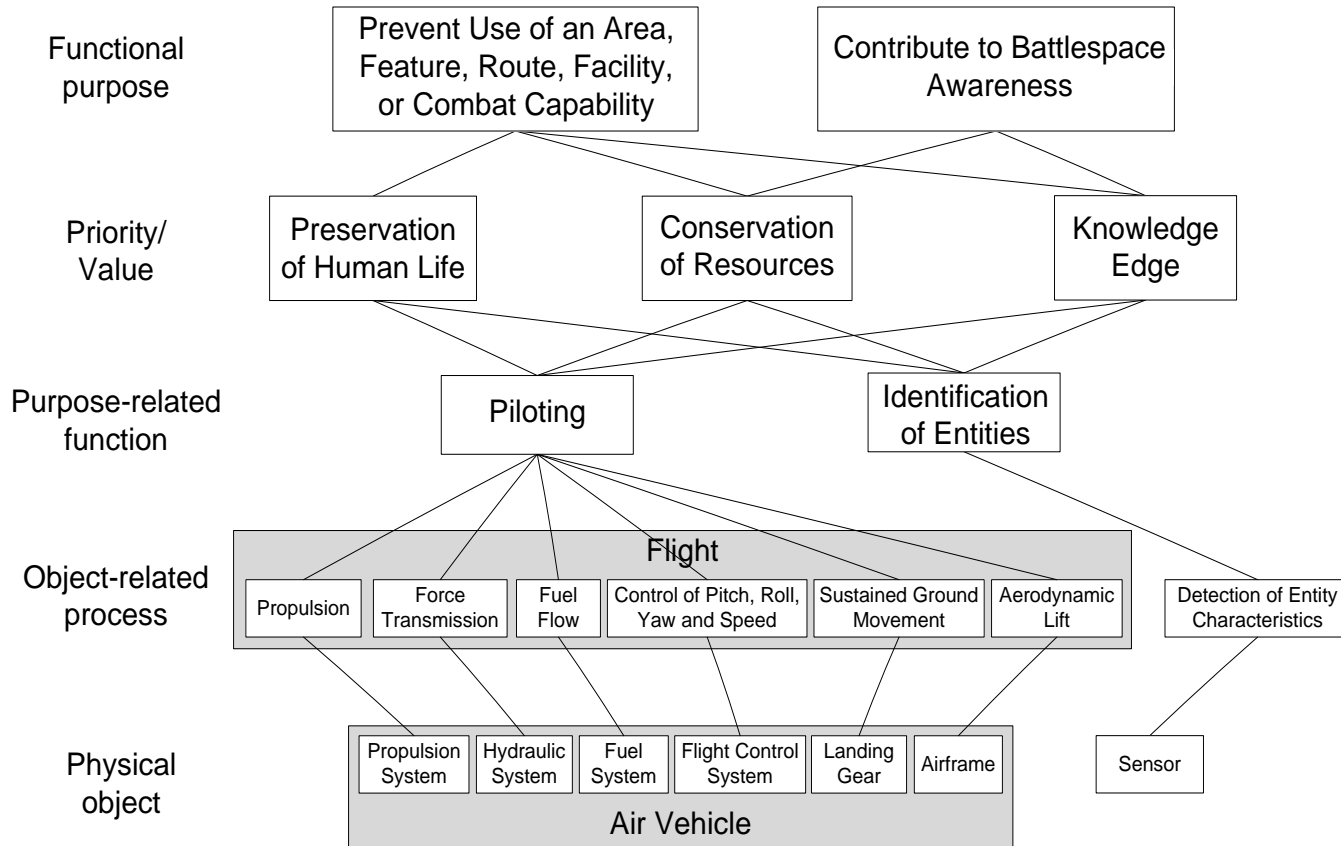 Functional
purpose
Prevent Use of an Area,
Feature, Route, Facility,
or Combat Capability
Contribute to Battlespace
Awareness
Priority/
Value
Preservation
of Human Life
Conservation
of Resources
Knowledge
Edge
Purpose-related
function
Piloting
Identification
of Entities
Object-related
process
Flight
Propulsion
Force
Transmission
Fuel
Flow
Control of Pitch, Roll,
Yaw and Speed
Sustained Ground
Movement
Aerodynamic
Lift
Detection of Entity
Characteristics
Physical
object
Propulsion
System
Hydraulic
System
Fuel
System
Flight Control
System
Landing
Gear
Airframe
Sensor
Air Vehicle